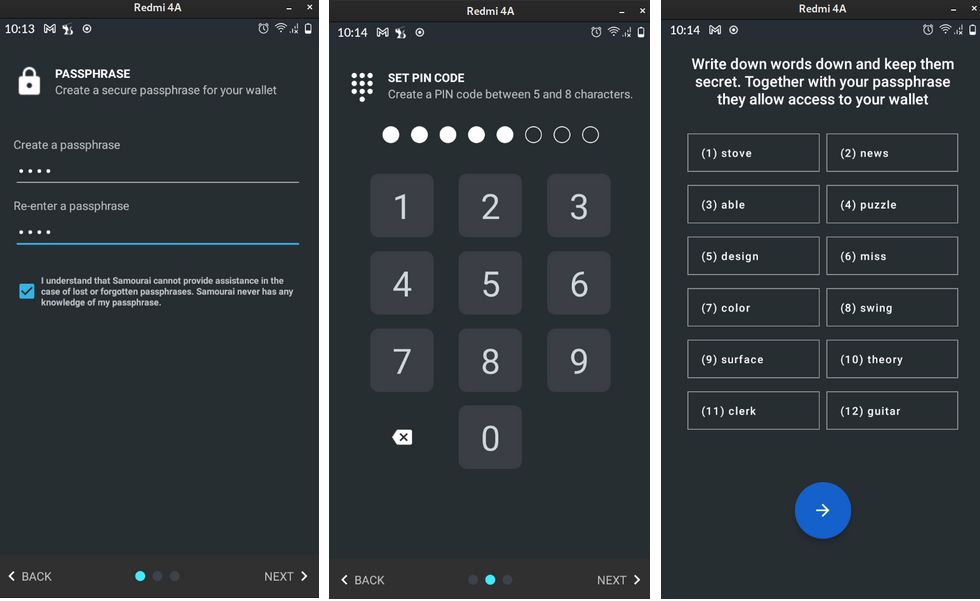 Redmi 4A
10:13
PASSPHRASE
Create a secure passphrase for your wallet
Create a passphrase
Re-enter a passphrase
I understand that Samourai cannot provide assistance in the
case of lost or forgotten passphrases. Samourai never has any
knowledge of my passphrase.
BACK
NEXT
Redmi 4A
10:14
SET PIN CODE
Create a PIN code between 5 and 8 characters.
1 2 3
4 5 6
7 8 9
0
BACK
NEXT
Redmi 4A
10:14
Write down words down and keep them
secret. Together with your passphrase
they allow access to your wallet
(1) stove
(2) news
(3) able
(4) puzzle
(5) design
(6) miss
(7) color
(8) swing
(9) surface
(10) theory
(11) clerk
(12) guitar